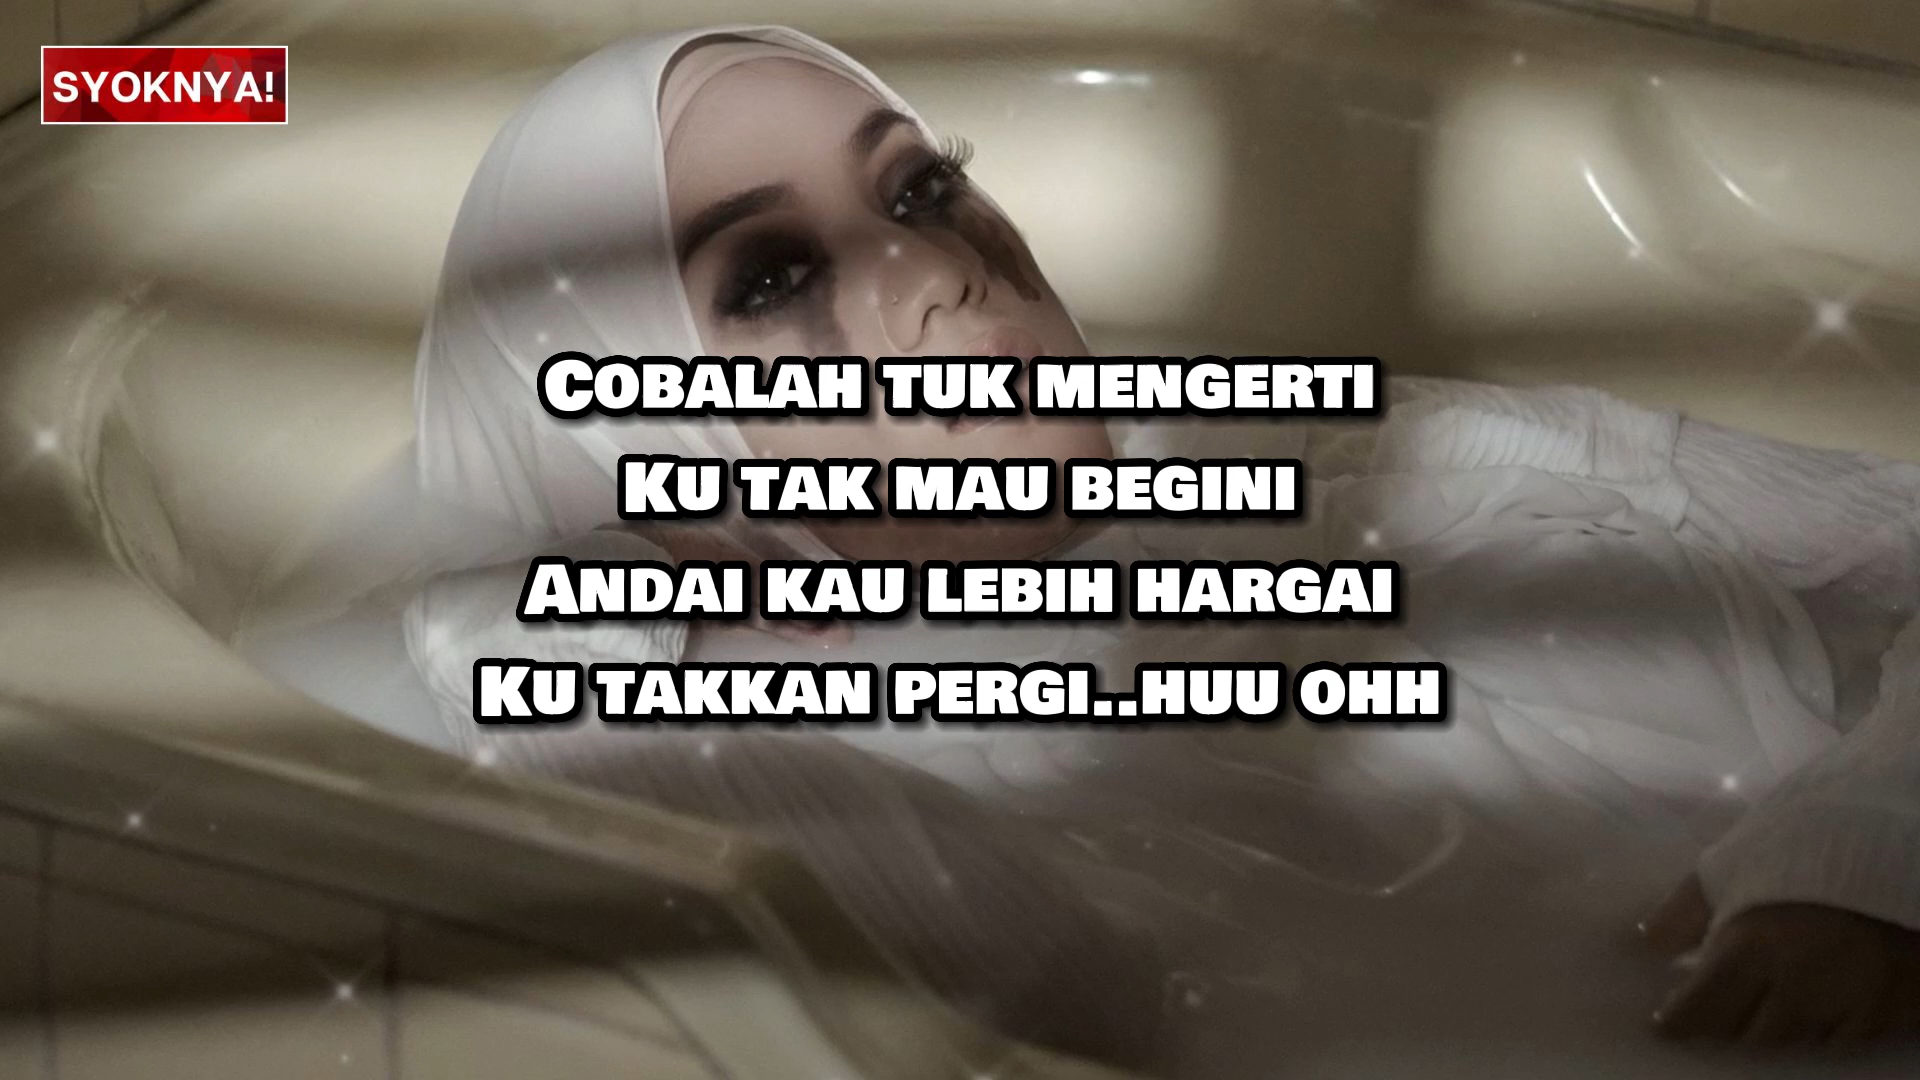 SYOKNYA!
Cobalah tuk mengerti
Ku tak mau begini
Andai kau lebih hargai
Ku takkan pergi..huu ohh